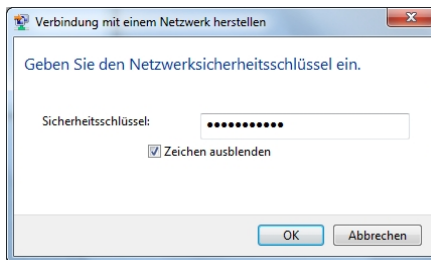 Verbindung mit einem Netzwerk herstellen
Geben Sie den Netzwerksicherheitsschlüssel ein.
Sicherheitsschlüssel: •••••••••••
Zeichen ausblenden
OK Abbrechen